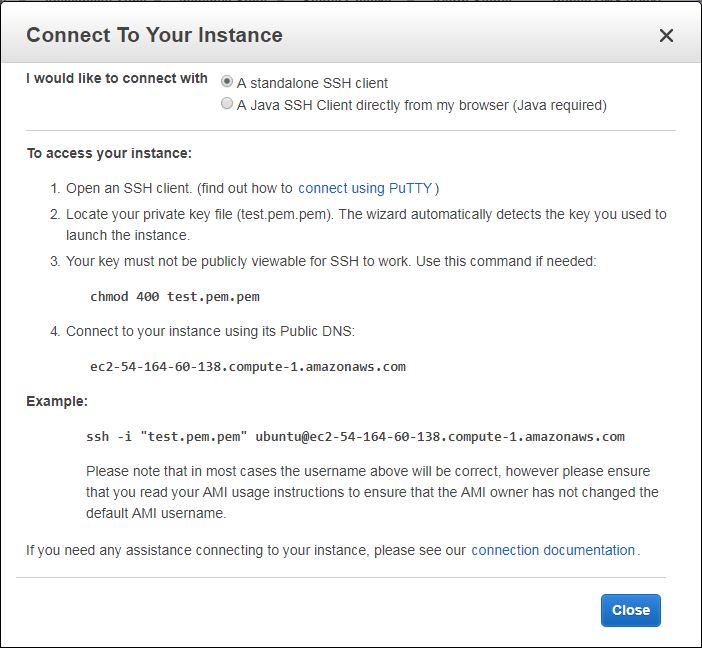 Connect To Your Instance
I would like to connect with
A standalone SSH client
A Java SSH Client directly from my browser (Java required)
To access your instance:
1. Open an SSH client. (find out how to connect using PuTTY)
2. Locate your private key file (test.pem.pem). The wizard automatically detects the key you used to
launch the instance.
3. Your key must not be publicly viewable for SSH to work. Use this command if needed:
chmod 400 test.pem.pem
4. Connect to your instance using its Public DNS:
ec2-54-164-60-138.compute-1.amazonaws.com
Example:
ssh -i "test.pem.pem" ubuntu@ec2-54-164-60-138.compute-1.amazonaws.com
Please note that in most cases the username above will be correct, however please ensure
that you read your AMI usage instructions to ensure that the AMI owner has not changed the
default AMI username.
If you need any assistance connecting to your instance, please see our connection documentation.
Close